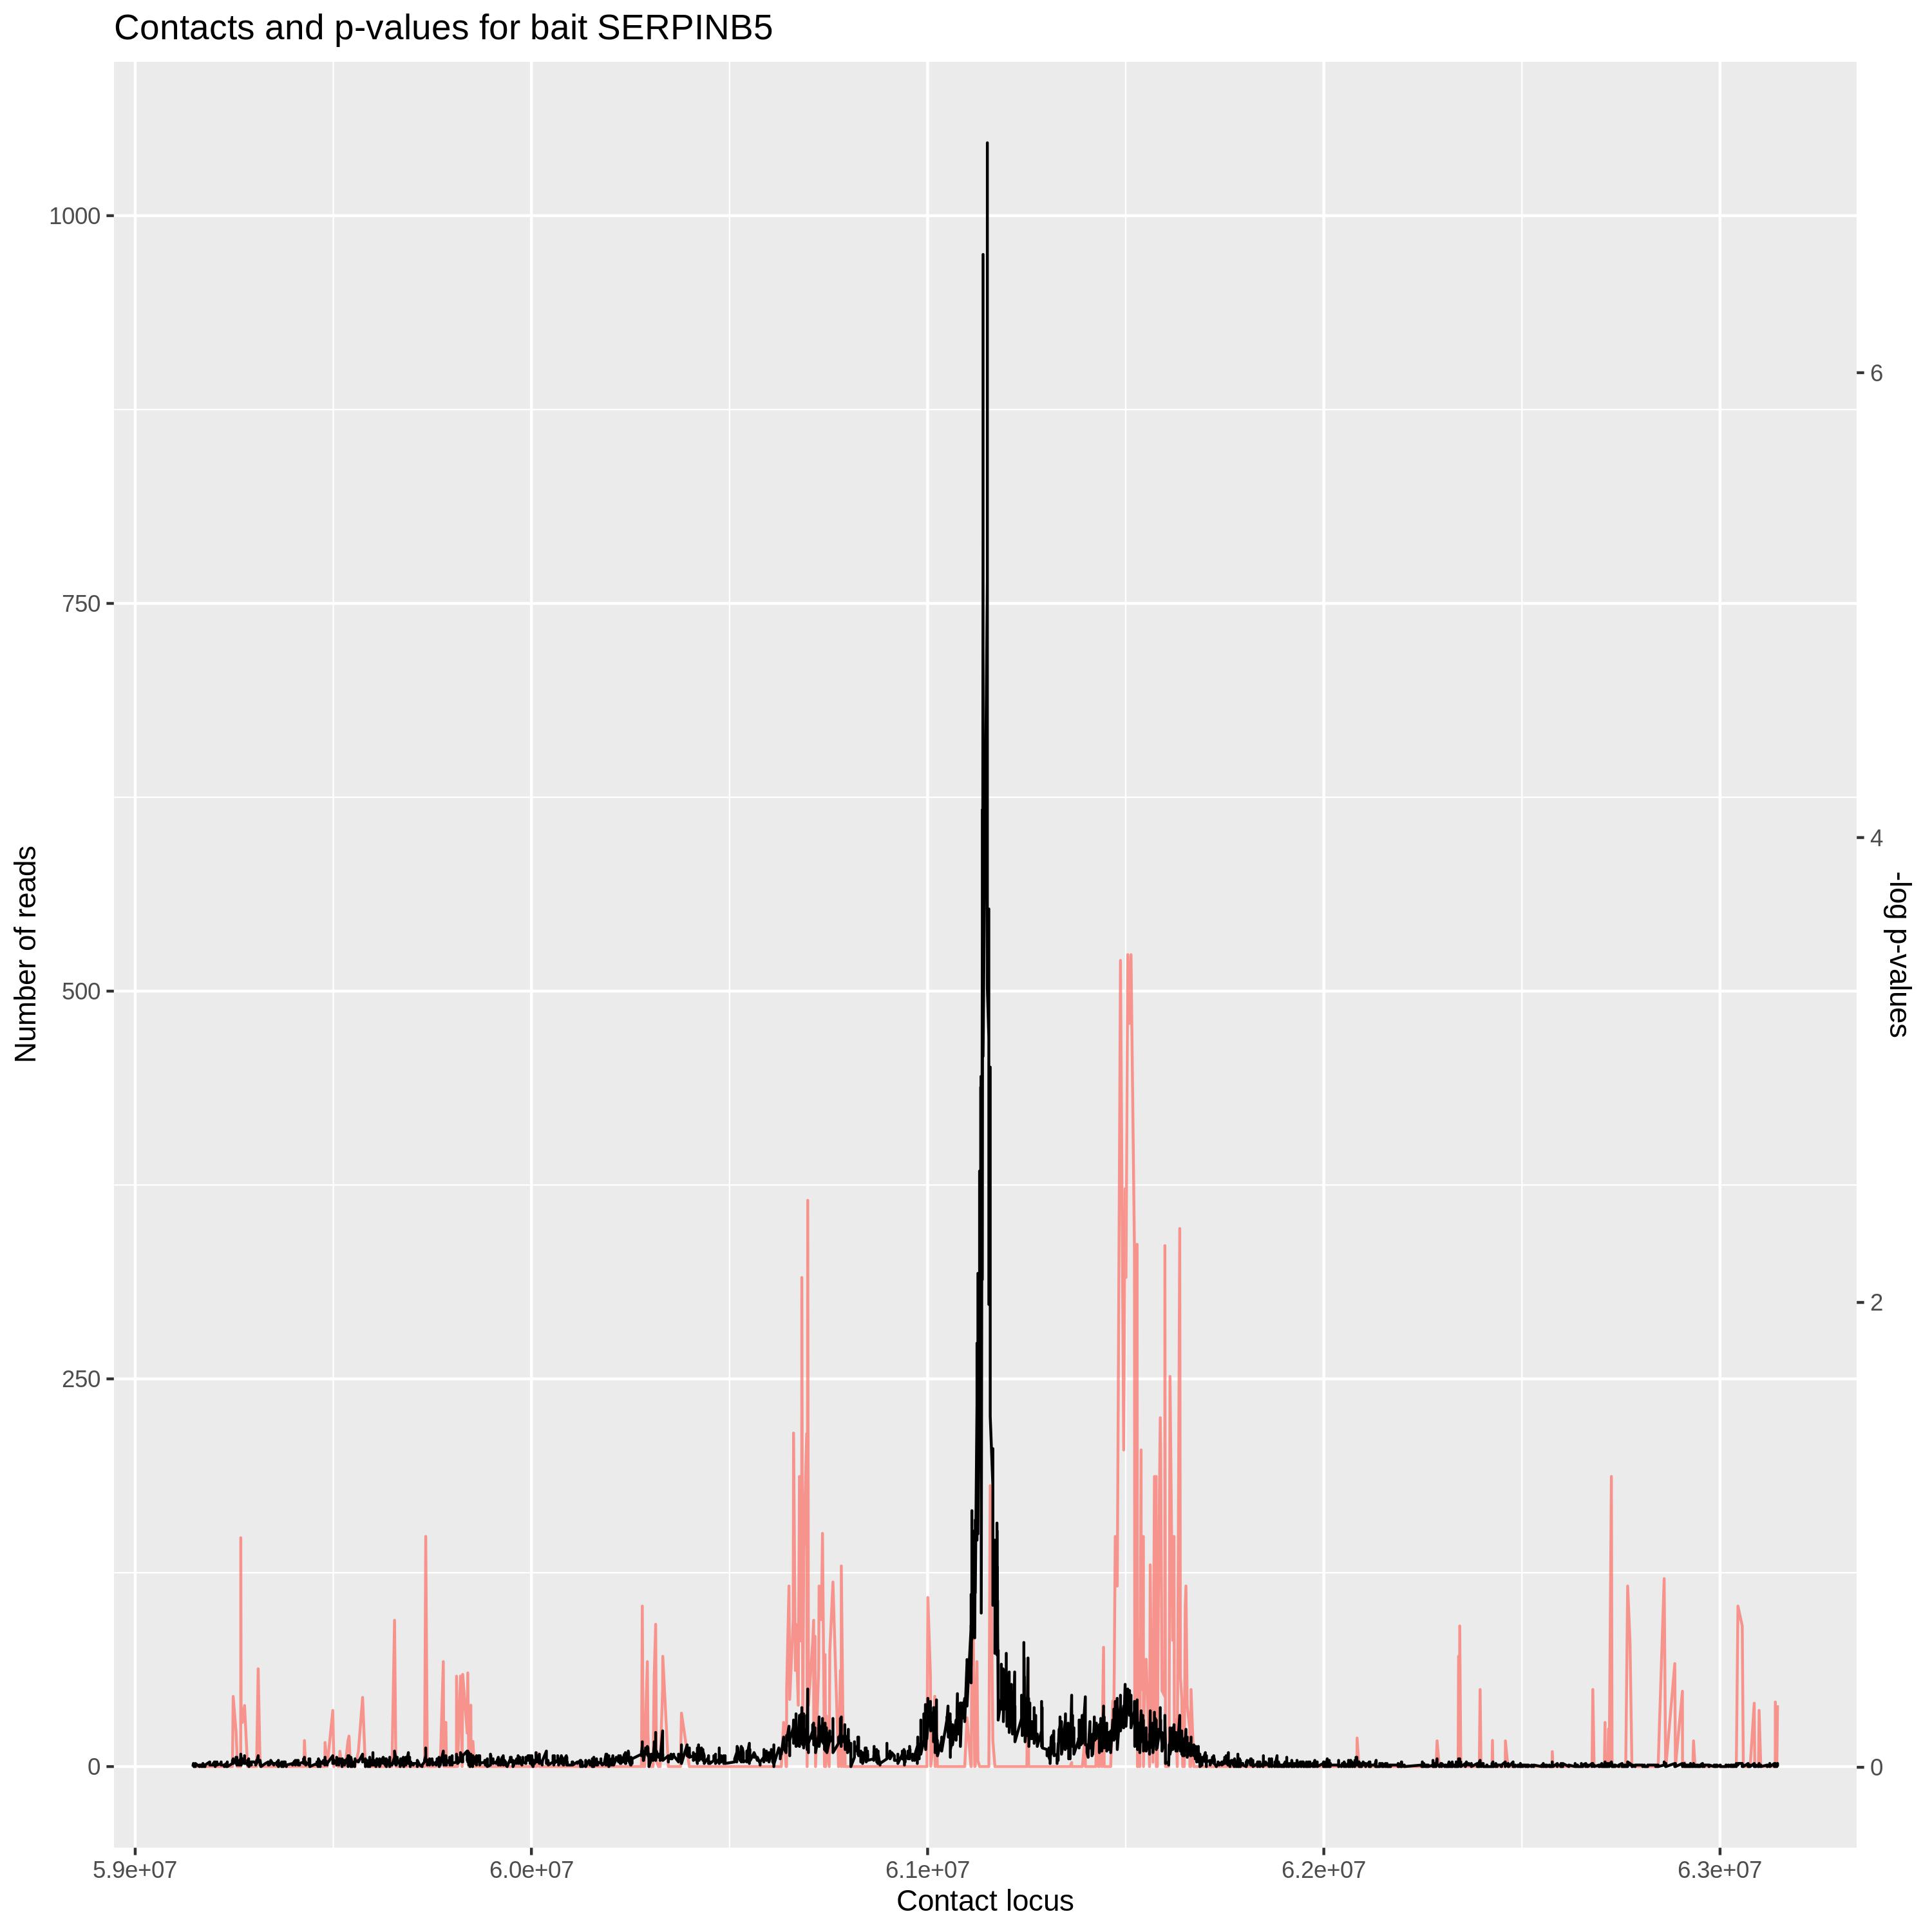 Contacts and p-values for bait SERPINB5
1000
750
500
250
0
Number of reads
6
4
2
0
-log p-values
5.9e+07
6.0e+07
6.1e+07
6.2e+07
6.3e+07
Contact locus